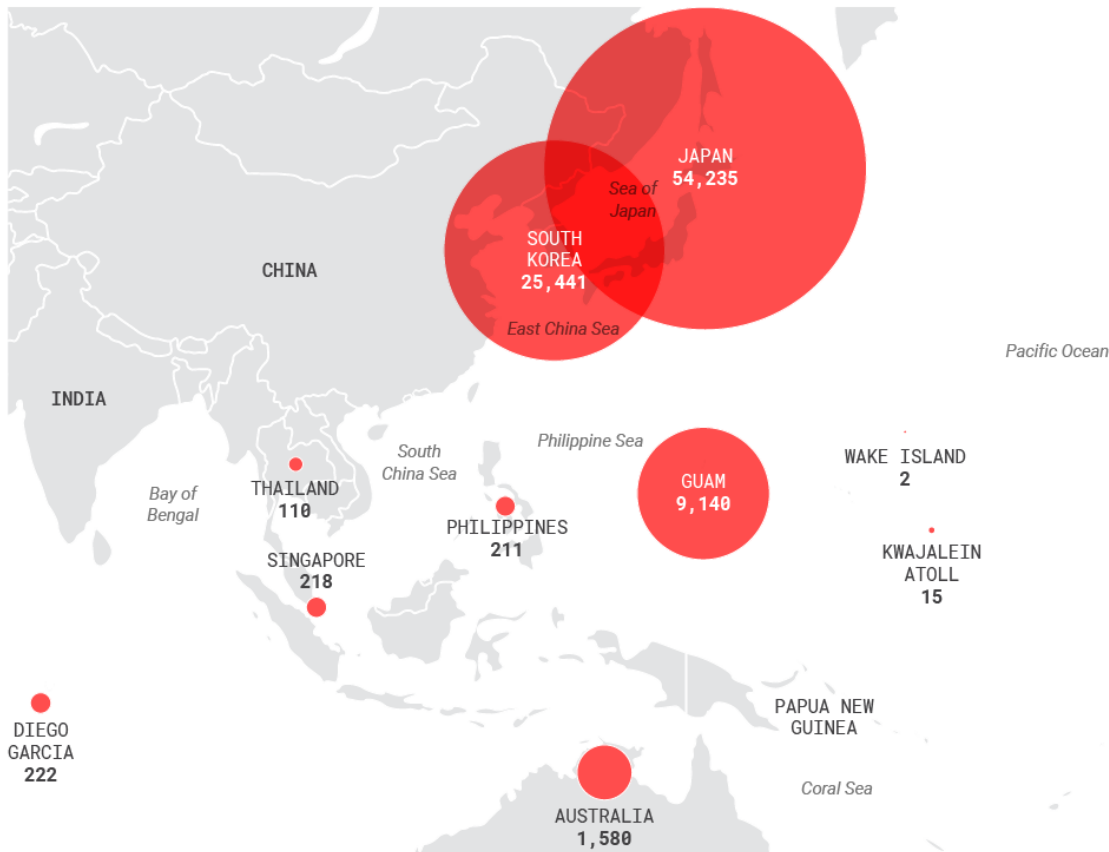 JAPAN
54,235
Sea of
Japan
SOUTH
KOREA
25,441
CHINA
East China Sea
Pacific Ocean
INDIA
Philippine Sea
South
China Sea
WAKE ISLAND
2
GUAM
9,140
THAILAND
110
Bay of
Bengal
PHILIPPINES
211
KWAJALEIN
ATOLL
15
SINGAPORE
218
PAPUA NEW
GUINEA
DIEGO
GARCIA
222
Coral Sea
AUSTRALIA
1,580